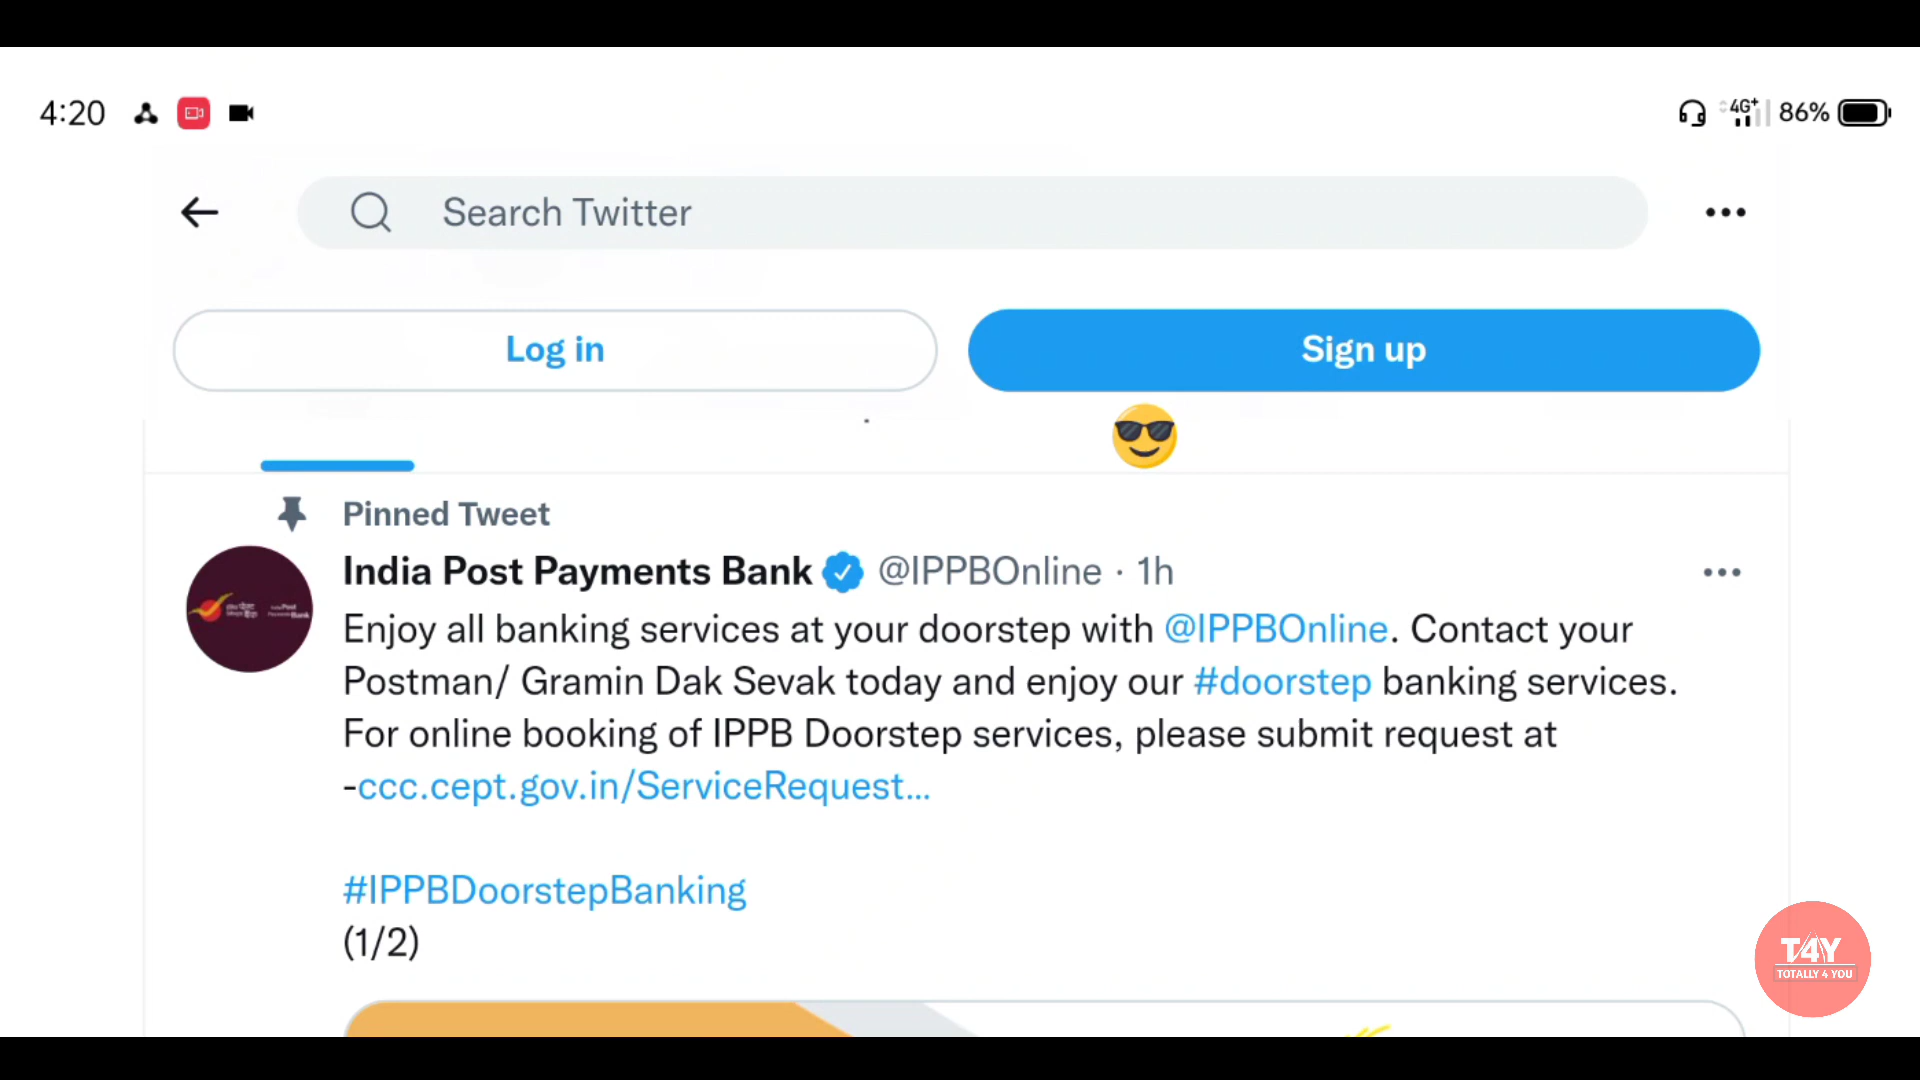 4:20
4G+ 86%
Search Twitter
Log in
Sign up
Pinned Tweet
India Post Payments Bank @IPPBOnline · 1h
Enjoy all banking services at your doorstep with @IPPBOnline. Contact your
Postman/ Gramin Dak Sevak today and enjoy our #doorstep banking services.
For online booking of IPPB Doorstep services, please submit request at
-ccc.cept.gov.in/ServiceRequest...
#IPPBDoorstepBanking
(1/2)
T4Y
TOTALLY 4 YOU